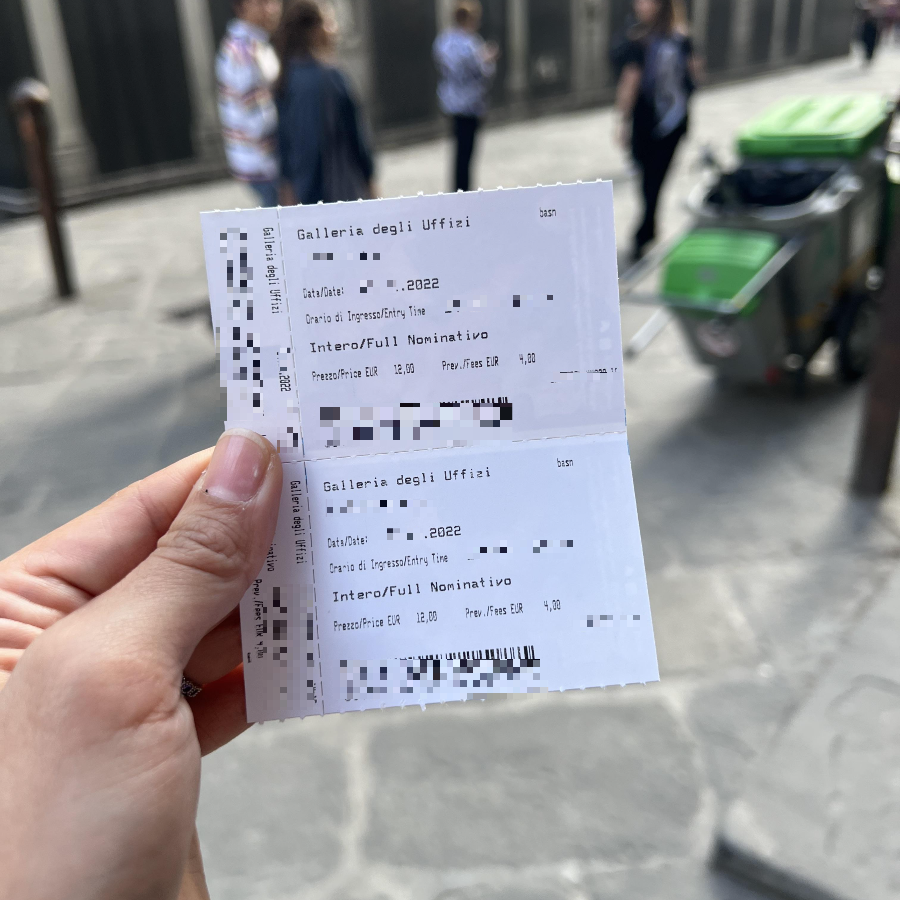 Galleria degli Uffizi
basn
Data/Date: 2022
Orario di Ingresso/Entry Time
Intero/Full Nominativo
Prezzo/Price EUR 12,00 Prev./Fees EUR 4,00
Galleria degli Uffizi
2022
Galleria degli Uffizi
basn
Data/Date: .2022
Orario di Ingresso/Entry Time
Intero/Full Nominativo
Prezzo/Price EUR 12,00 Prev./Fees EUR 4,00
Galleria degli Uffizi